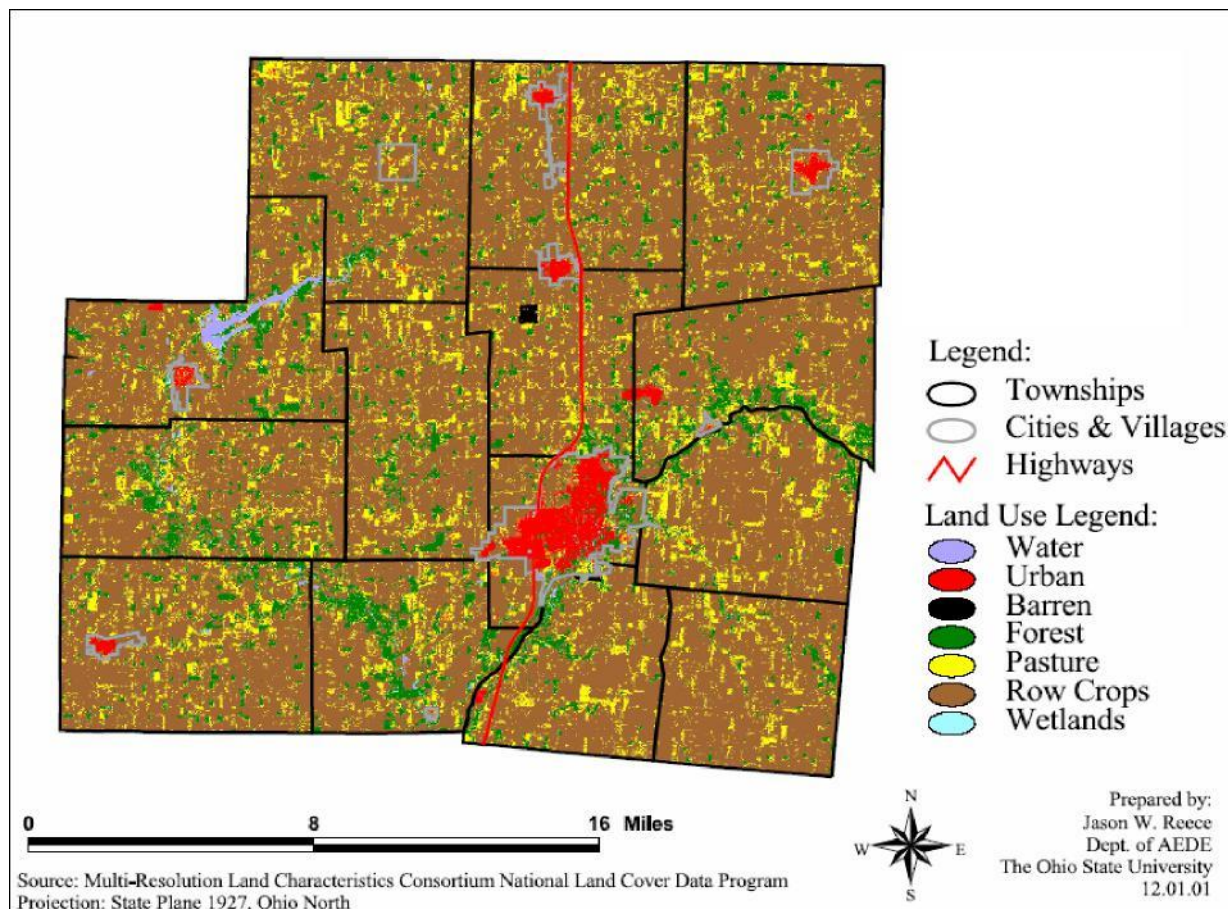 Legend:
Townships
Cities & Villages
Highways
Land Use Legend:
Water
Urban
Barren
Forest
Pasture
Row Crops
Wetlands
0 8 16 Miles
N
W E
S
Prepared by:
Jason W. Reece
Dept. of AEDE
The Ohio State University
12.01.01
Source: Multi-Resolution Land Characteristics Consortium National Land Cover Data Program
Projection: State Plane 1927, Ohio North